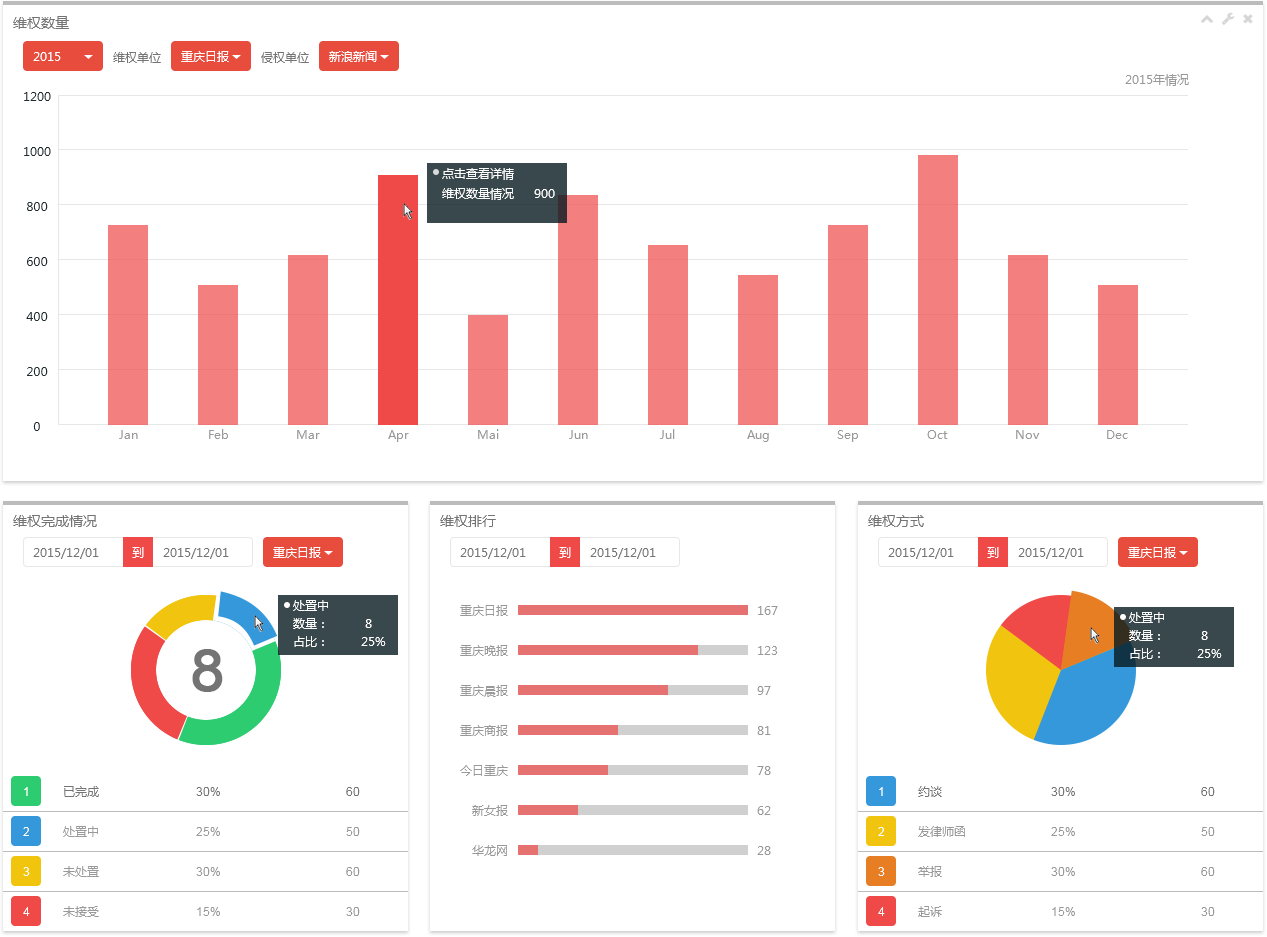 维权数量
2015 维权单位 重庆日报 侵权单位 新浪新闻
2015年情况
1200
1000
800
600
400
200
0
点击查看详情
维权数量情况 900
Jan Feb Mar Apr Mai Jun Jul Aug Sep Oct Nov Dec
维权完成情况
2015/12/01 到 2015/12/01 重庆日报
处置中
数量： 8
占比： 25%
8
1 已完成 30% 60
2 处置中 25% 50
3 未处置 30% 60
4 未接受 15% 30
维权排行
2015/12/01 到 2015/12/01
重庆日报 167
重庆晚报 123
重庆晨报 97
重庆商报 81
今日重庆 78
新女报 62
华龙网 28
维权方式
2015/12/01 到 2015/12/01 重庆日报
处置中
数量： 8
占比： 25%
1 约谈 30% 60
2 发律师函 25% 50
3 举报 30% 60
4 起诉 15% 30